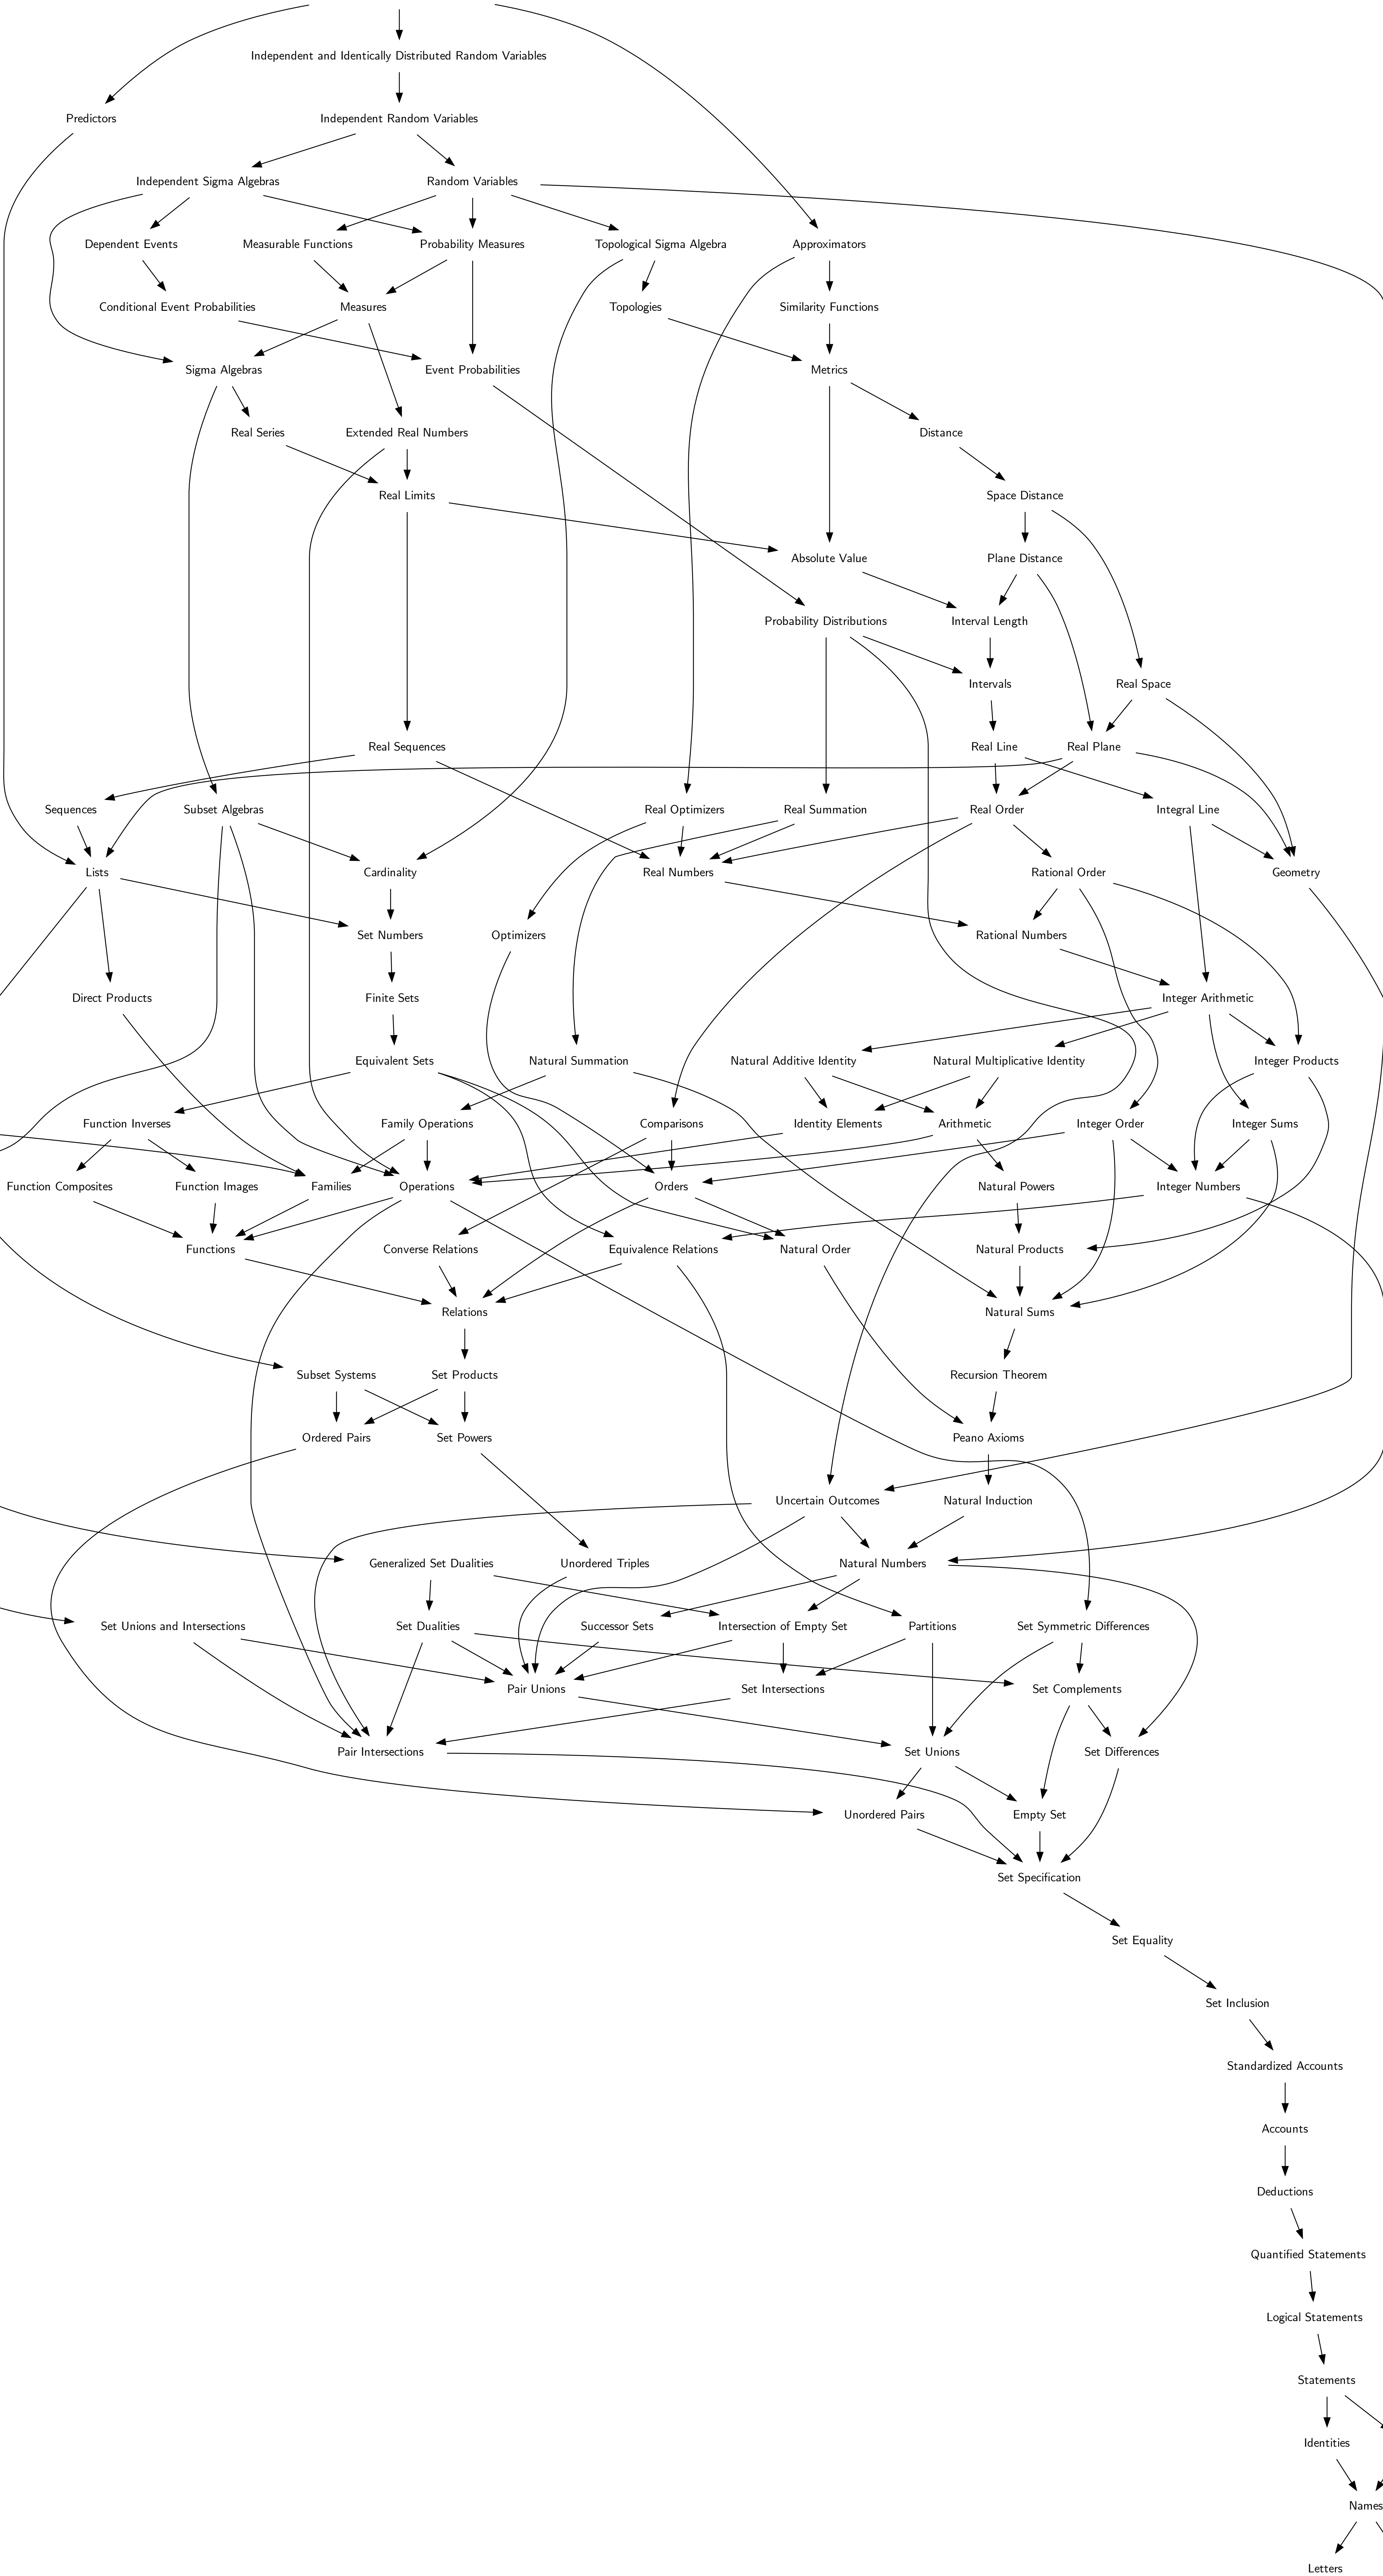 Independent and Identically Distributed Random Variables
Predictors
Independent Random Variables
Independent Sigma Algebras
Random Variables
Dependent Events
Measurable Functions
Probability Measures
Topological Sigma Algebra
Approximators
Conditional Event Probabilities
Measures
Topologies
Similarity Functions
Sigma Algebras
Event Probabilities
Metrics
Real Series
Extended Real Numbers
Distance
Real Limits
Space Distance
Absolute Value
Plane Distance
Probability Distributions
Interval Length
Intervals
Real Space
Real Sequences
Real Line
Real Plane
Sequences
Subset Algebras
Real Optimizers
Real Summation
Real Order
Integral Line
Lists
Cardinality
Real Numbers
Rational Order
Geometry
Set Numbers
Optimizers
Rational Numbers
Direct Products
Finite Sets
Integer Arithmetic
Equivalent Sets
Natural Summation
Natural Additive Identity
Natural Multiplicative Identity
Integer Products
Function Inverses
Family Operations
Comparisons
Identity Elements
Arithmetic
Integer Order
Integer Sums
Function Composites
Function Images
Families
Operations
Orders
Natural Powers
Integer Numbers
Functions
Converse Relations
Equivalence Relations
Natural Order
Natural Products
Relations
Natural Sums
Subset Systems
Set Products
Recursion Theorem
Ordered Pairs
Set Powers
Peano Axioms
Uncertain Outcomes
Natural Induction
Generalized Set Dualities
Unordered Triples
Natural Numbers
Set Unions and Intersections
Set Dualities
Successor Sets
Intersection of Empty Set
Partitions
Set Symmetric Differences
Pair Unions
Set Intersections
Set Complements
Pair Intersections
Set Unions
Set Differences
Unordered Pairs
Empty Set
Set Specification
Set Equality
Set Inclusion
Standardized Accounts
Accounts
Deductions
Quantified Statements
Logical Statements
Statements
Identities
Names
Letters